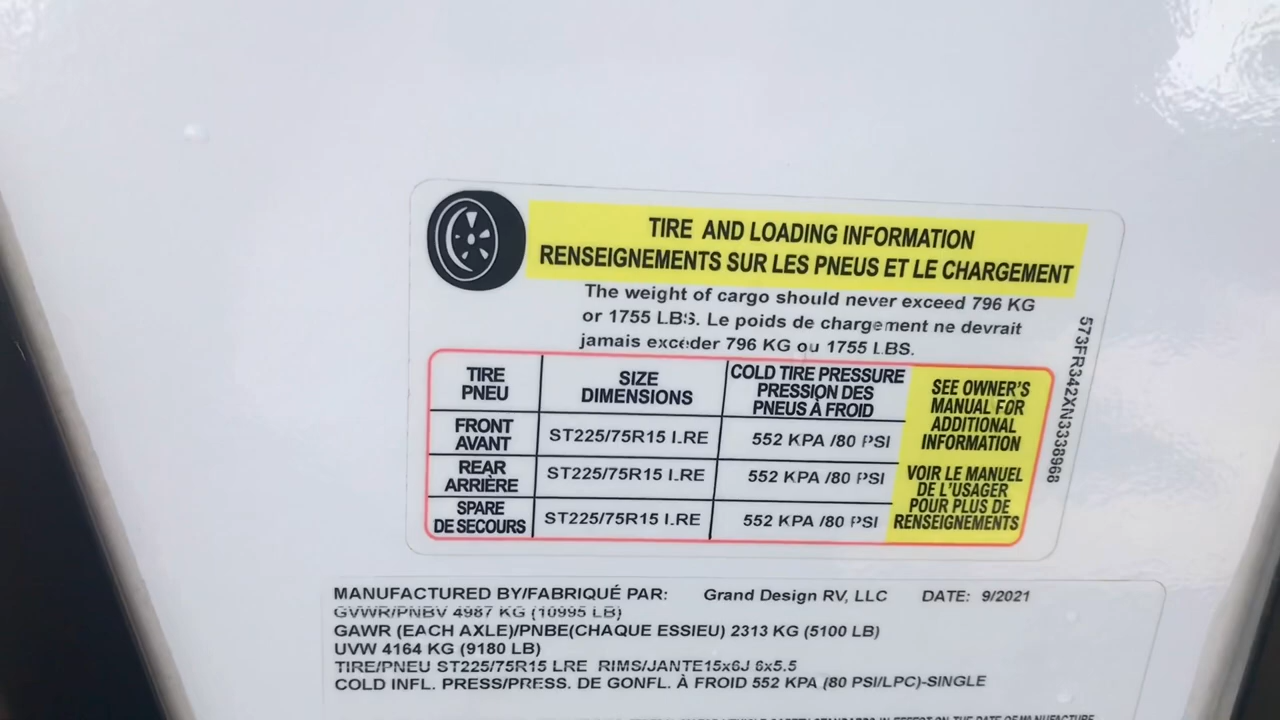 TIRE AND LOADING INFORMATION
RENSEIGNEMENTS SUR LES PNEUS ET LE CHARGEMENT
The weight of cargo should never exceed 796 KG
or 1755 LBS. Le poids de chargement ne devrait
jamais exceder 796 KG ou 1755 LBS.
TIRE
PNEU
SIZE
DIMENSIONS
COLD TIRE PRESSURE
PRESSION DES
PNEUS À FROID
FRONT
AVANT
ST225/75R15 LRE
552 KPA /80 PSI
REAR
ARRIÈRE
ST225/75R15 LRE
552 KPA /80 PSI
SPARE
DE SECOURS
ST225/75R15 LRE
552 KPA /80 PSI
SEE OWNER'S
MANUAL FOR
ADDITIONAL
INFORMATION
VOIR LE MANUEL
DE L'USAGER
POUR PLUS DE
RENSEIGNEMENTS
573FR342XN3338968
MANUFACTURED BY/FABRIQUÉ PAR: Grand Design RV, LLC DATE: 9/2021
GVWR/PNBV 4987 KG (10995 LB)
GAWR (EACH AXLE)/PNBE(CHAQUE ESSIEU) 2313 KG (5100 LB)
UVW 4164 KG (9180 LB)
TIRE/PNEU ST225/75R15 LRE RIMS/JANTE15x6J 6x5.5
COLD INFL. PRESS/PRESS. DE GONFL. À FROID 552 KPA (80 PSI/LPC)-SINGLE